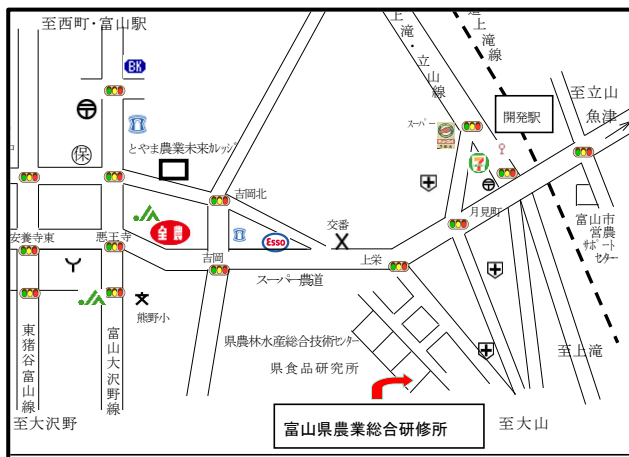 至西町・富山駅
BK
保
とやま農業未来カレッジ
上滝・立山線
上滝線
スーパー
開発駅
至立山
魚津
7
吉岡北
安養寺東
悪王寺
JA
全農
吉岡
Esso
交番
スーパー農道
上栄
月見町
富山市
営農
サポート
センター
JA
熊野小
東猪谷富山線
富山大沢野線
県農林水産総合技術センター
県食品研究所
至上滝
至大沢野
富山県農業総合研修所
至大山